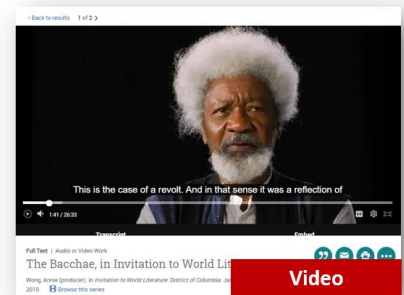 < Back to results 1 of 2 >
This is the case of a revolt. And in that sense it was a reflection of
1:41 / 26:33
Transcript Embed
Full Text | Audio or Video Work
The Bacchae, in Invitation to World Lit
Wong, Annie (producer). in Invitation to World Literature. District of Columbia:
2010. Browse this series
Video